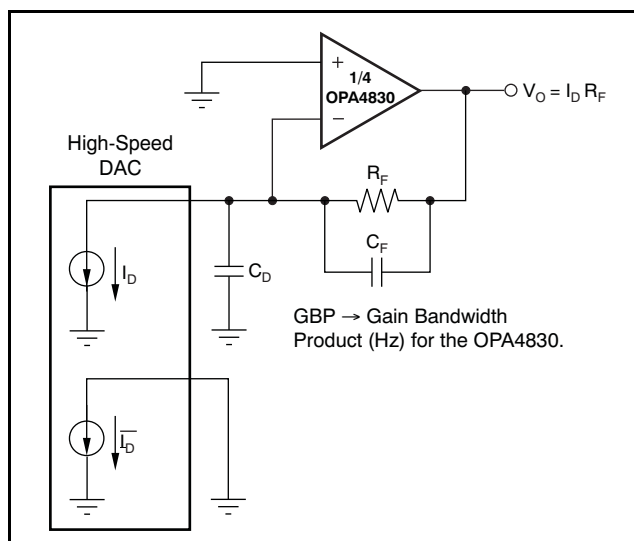 +
1/4
OPA4830
−
V_O = I_D R_F
High-Speed
DAC
R_F
C_F
I_D
C_D
GBP → Gain Bandwidth
Product (Hz) for the OPA4830.
I̅_D